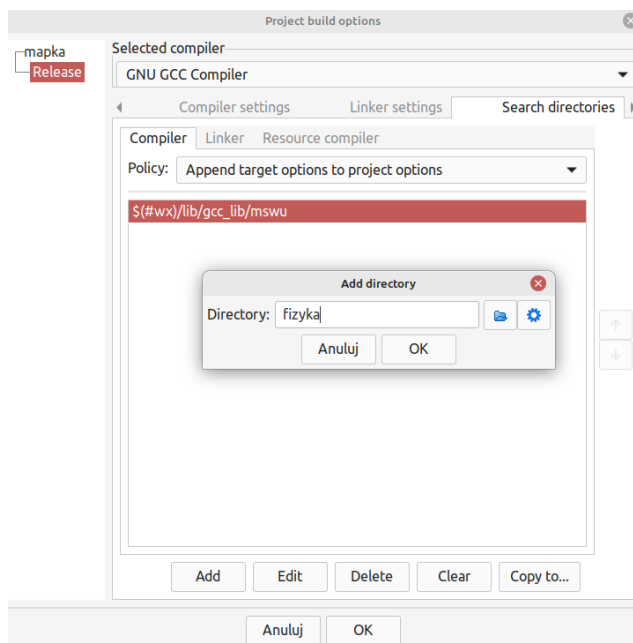 Project build options
mapka
Release
Selected compiler
GNU GCC Compiler
Compiler settings Linker settings Search directories
Compiler Linker Resource compiler
Policy: Append target options to project options
$(#wx)/lib/gcc_lib/mswu
Add directory
Directory: fizyka
Anuluj OK
Add Edit Delete Clear Copy to...
Anuluj OK